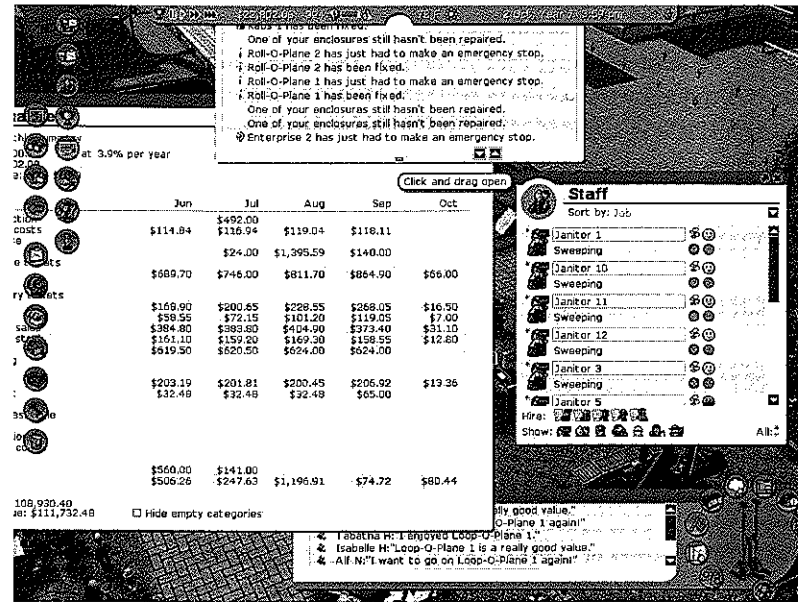 One of your enclosures still hasn't been repaired.
Roll-O-Plane 2 has just had to make an emergency stop.
Roll-O-Plane 2 has been fixed.
Roll-O-Plane 1 has just had to make an emergency stop.
Roll-O-Plane 1 has been fixed.
One of your enclosures still hasn't been repaired.
One of your enclosures still hasn't been repaired.
Enterprise 2 has just had to make an emergency stop.
at 3.9% per year
Click and drag open
Jun Jul Aug Sep Oct
$492.00
costs $114.84 $116.94 $119.04 $118.11
$24.00 $1,395.59 $140.00
$689.70 $746.00 $811.70 $864.90 $66.00
$168.90 $200.65 $228.55 $268.05 $16.50
$58.55 $72.15 $101.20 $119.05 $7.00
$384.80 $383.80 $404.90 $373.40 $31.10
$161.10 $159.20 $169.30 $158.55 $12.80
$619.50 $620.50 $624.00 $624.00
$203.19 $201.81 $200.45 $206.92 $13.36
$32.48 $32.48 $32.48 $65.00
$560.00 $141.00
$506.26 $247.63 $1,196.91 $74.72 $80.44
108,930.40
$111,732.48
Hide empty categories
Staff
Sort by: Job
Janitor 1
Sweeping
Janitor 10
Sweeping
Janitor 11
Sweeping
Janitor 12
Sweeping
Janitor 3
Sweeping
Janitor 5
Hire:
Show: All:
really good value."
O-Plane 1 again!"
Tabatha H:"I enjoyed Loop-O-Plane 1."
Isabelle H:"Loop-O-Plane 1 is a really good value."
Alf N:"I want to go on Loop-O-Plane 1 again!"